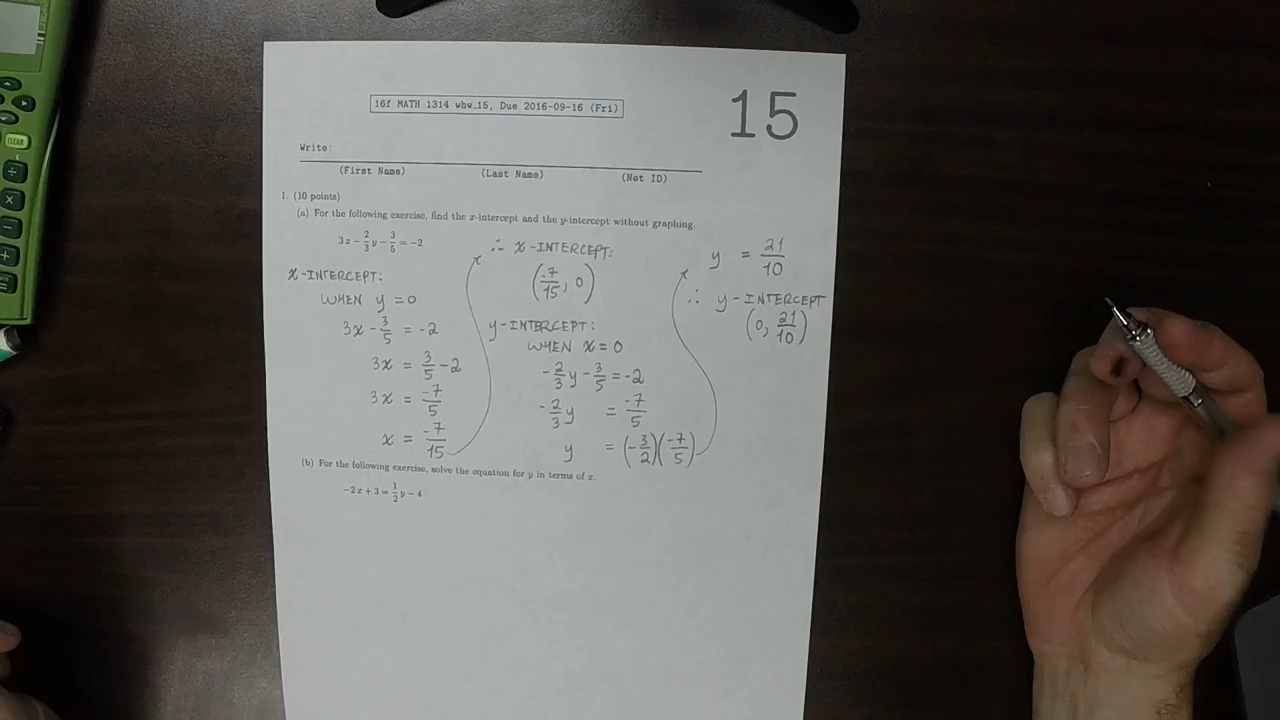 16f MATH 1314 whw_15, Due 2016-09-16 (Fri)
15
Write:
(First Name) (Last Name) (Net ID)
1. (10 points)
(a) For the following exercise, find the x-intercept and the y-intercept without graphing.
3x - 2/3 y - 3/5 = -2
X-INTERCEPT:
WHEN y = 0
3x - 3/5 = -2
3x = 3/5 - 2
3x = -7/5
x = -7/15
∴ X-INTERCEPT:
(-7/15, 0)
y-INTERCEPT:
WHEN x = 0
-2/3 y - 3/5 = -2
-2/3 y = -7/5
y = (-3/2)(-7/5)
y = 21/10
∴ y-INTERCEPT
(0, 21/10)
(b) For the following exercise, solve the equation for y in terms of x.
-2x + 3 = 1/2 y - 4
CLEAR
÷
×
−
+